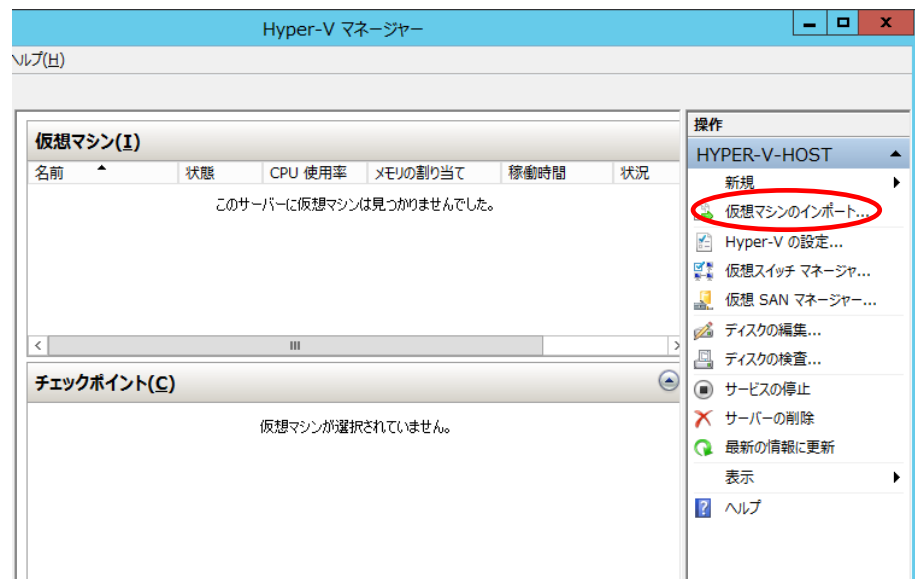 Hyper-V マネージャー
ヘルプ(H)
仮想マシン(I)
名前 状態 CPU 使用率 メモリの割り当て 稼働時間 状況
このサーバーに仮想マシンは見つかりませんでした。
チェックポイント(C)
仮想マシンが選択されていません。
操作
HYPER-V-HOST
新規
仮想マシンのインポート...
Hyper-V の設定...
仮想スイッチ マネージャ...
仮想 SAN マネージャー...
ディスクの編集...
ディスクの検査...
サービスの停止
サーバーの削除
最新の情報に更新
表示
ヘルプ